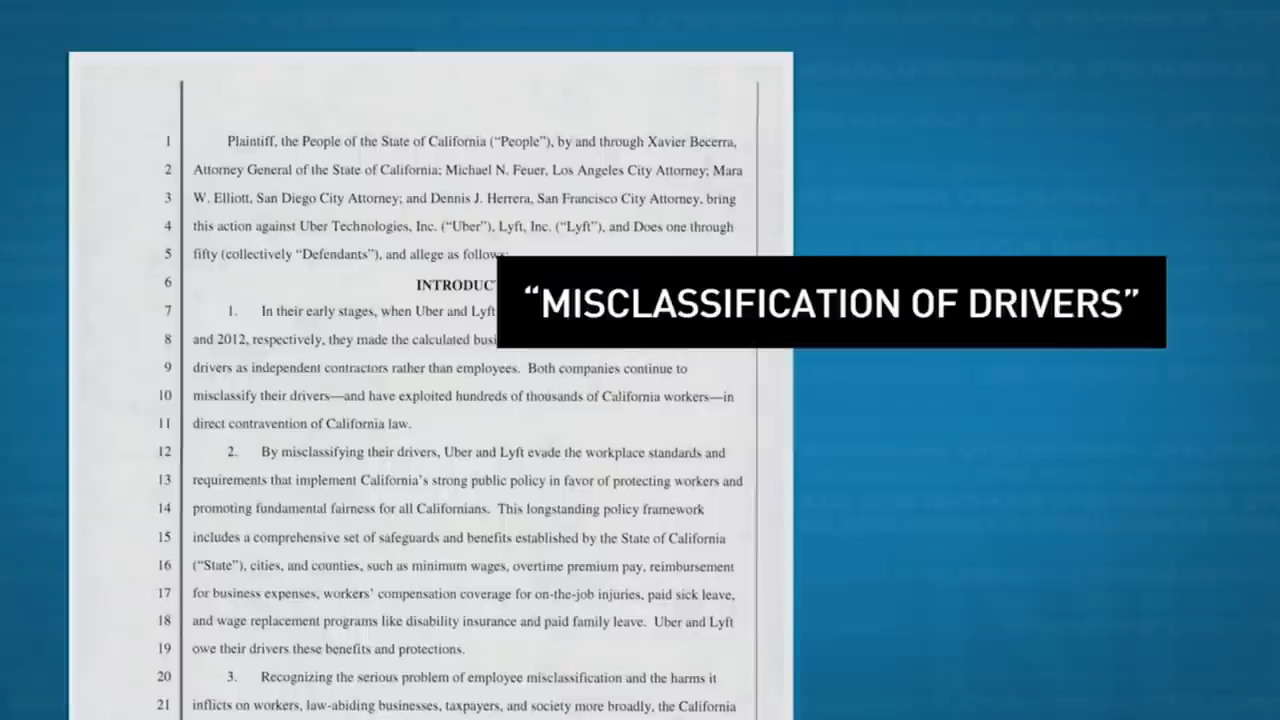 1 Plaintiff, the People of the State of California (“People”), by and through Xavier Becerra,
2 Attorney General of the State of California; Michael N. Feuer, Los Angeles City Attorney; Mara
3 W. Elliott, San Diego City Attorney; and Dennis J. Herrera, San Francisco City Attorney, bring
4 this action against Uber Technologies, Inc. (“Uber”), Lyft, Inc. (“Lyft”), and Does one through
5 fifty (collectively “Defendants”), and allege as follows:
6 INTRODUC
“MISCLASSIFICATION OF DRIVERS”
7 1. In their early stages, when Uber and Lyft
8 and 2012, respectively, they made the calculated busi
9 drivers as independent contractors rather than employees. Both companies continue to
10 misclassify their drivers—and have exploited hundreds of thousands of California workers—in
11 direct contravention of California law.
12 2. By misclassifying their drivers, Uber and Lyft evade the workplace standards and
13 requirements that implement California’s strong public policy in favor of protecting workers and
14 promoting fundamental fairness for all Californians. This longstanding policy framework
15 includes a comprehensive set of safeguards and benefits established by the State of California
16 (“State”), cities, and counties, such as minimum wages, overtime premium pay, reimbursement
17 for business expenses, workers’ compensation coverage for on-the-job injuries, paid sick leave,
18 and wage replacement programs like disability insurance and paid family leave. Uber and Lyft
19 owe their drivers these benefits and protections.
20 3. Recognizing the serious problem of employee misclassification and the harms it
21 inflicts on workers, law-abiding businesses, taxpayers, and society more broadly, the California